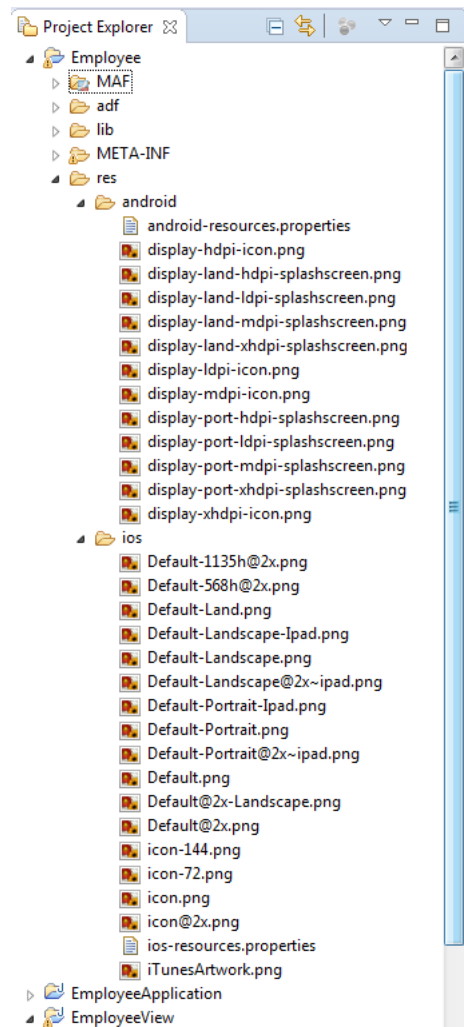 Project Explorer
Employee
MAF
adf
lib
META-INF
res
android
android-resources.properties
display-hdpi-icon.png
display-land-hdpi-splashscreen.png
display-land-ldpi-splashscreen.png
display-land-mdpi-splashscreen.png
display-land-xhdpi-splashscreen.png
display-ldpi-icon.png
display-mdpi-icon.png
display-port-hdpi-splashscreen.png
display-port-ldpi-splashscreen.png
display-port-mdpi-splashscreen.png
display-port-xhdpi-splashscreen.png
display-xhdpi-icon.png
ios
Default-1135h@2x.png
Default-568h@2x.png
Default-Land.png
Default-Landscape-Ipad.png
Default-Landscape.png
Default-Landscape@2x~ipad.png
Default-Portrait-Ipad.png
Default-Portrait.png
Default-Portrait@2x~ipad.png
Default.png
Default@2x-Landscape.png
Default@2x.png
icon-144.png
icon-72.png
icon.png
icon@2x.png
ios-resources.properties
iTunesArtwork.png
EmployeeApplication
EmployeeView